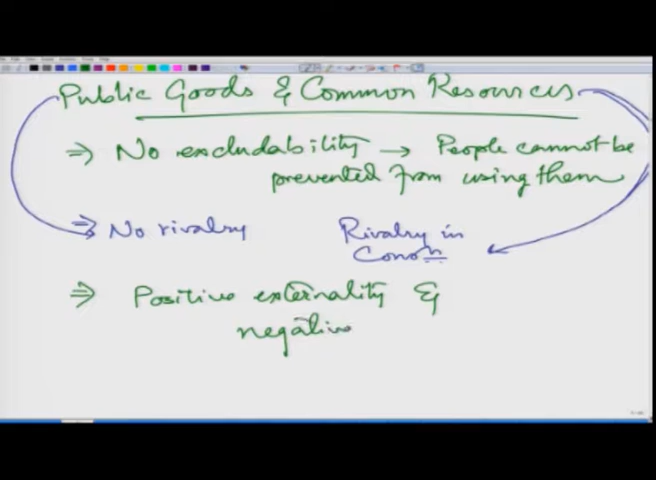 Public Goods & Common Resources
⇒ No excludability → People cannot be
prevented from using them
⇒ No rivalry Rivalry in
Consn
⇒ Positive externality &
negative